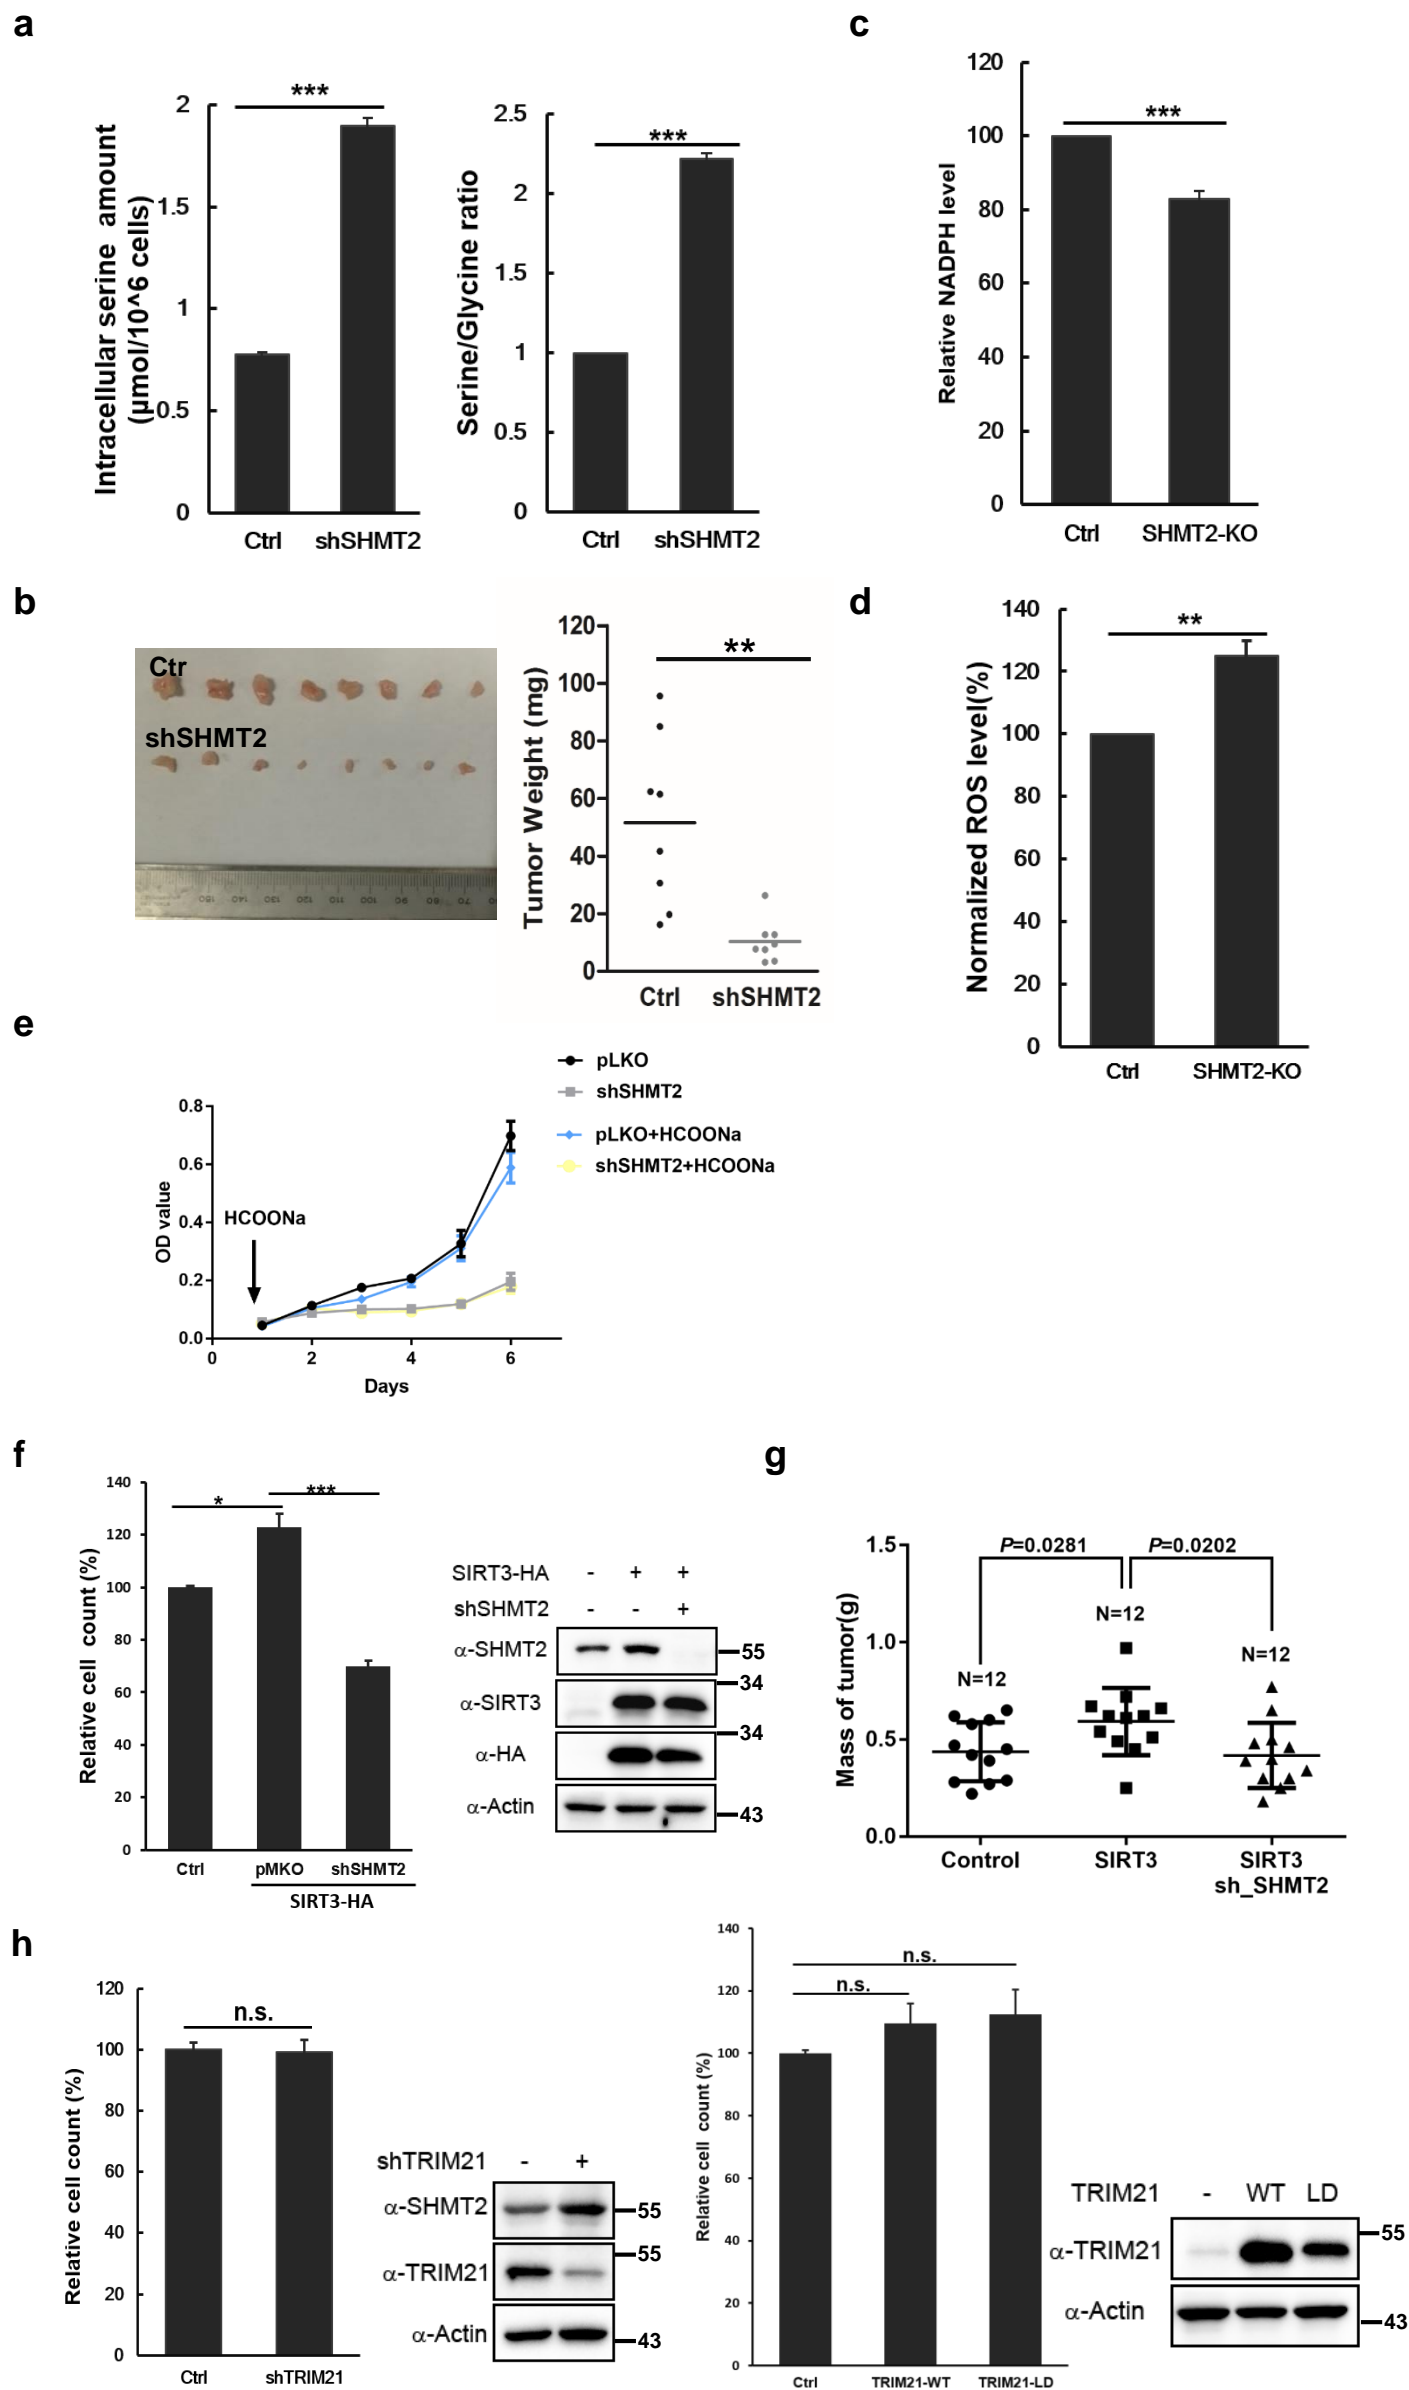 a
Intracellular serine amount
(μmol/10^6 cells)
2
1.5
1
0.5
0
***
Ctrl shSHMT2
Serine/Glycine ratio
2.5
2
1.5
1
0.5
0
***
Ctrl shSHMT2
c
Relative NADPH level
120
100
80
60
40
20
0
***
Ctrl SHMT2-KO
b
Ctr
shSHMT2
150 140 130 120 110 100 90 80 70
Tumor Weight (mg)
120
100
80
60
40
20
0
**
Ctrl shSHMT2
d
Normalized ROS level(%)
140
120
100
80
60
40
20
0
**
Ctrl SHMT2-KO
e
pLKO
shSHMT2
pLKO+HCOONa
shSHMT2+HCOONa
OD value
0.8
0.6
0.4
0.2
0.0
HCOONa
0 2 4 6
Days
f
Relative cell count (%)
140
120
100
80
60
40
20
0
* ***
Ctrl pMKO shSHMT2
SIRT3-HA
SIRT3-HA - + +
shSHMT2 - - +
α-SHMT2 55
34
α-SIRT3
34
α-HA
α-Actin 43
g
Mass of tumor(g)
1.5
1.0
0.5
0.0
P=0.0281 P=0.0202
N=12 N=12 N=12
Control SIRT3 SIRT3
sh_SHMT2
h
Relative cell count (%)
120
100
80
60
40
20
0
n.s.
Ctrl shTRIM21
shTRIM21 - +
α-SHMT2 55
55
α-TRIM21
α-Actin 43
Relative cell count (%)
140
120
100
80
60
40
20
0
n.s.
n.s.
Ctrl TRIM21-WT TRIM21-LD
TRIM21 - WT LD
55
α-TRIM21
α-Actin
43